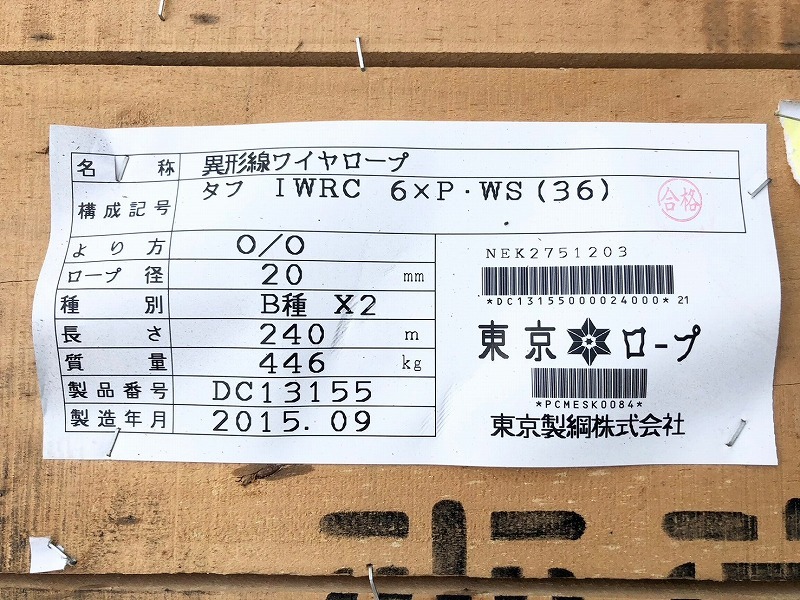 名 称 異形線ワイヤロープ
構成記号 タフ IWRC 6×P・WS(36)
合格
より方 O/O
ロープ径 20 mm
種 別 B種 X2
長 さ 240 m
質 量 446 kg
製品番号 DC13155
製造年月 2015.09
NEK2751203
*DC13155000024000* 21
東京 ロープ
*PCMESK0084*
東京製綱株式会社